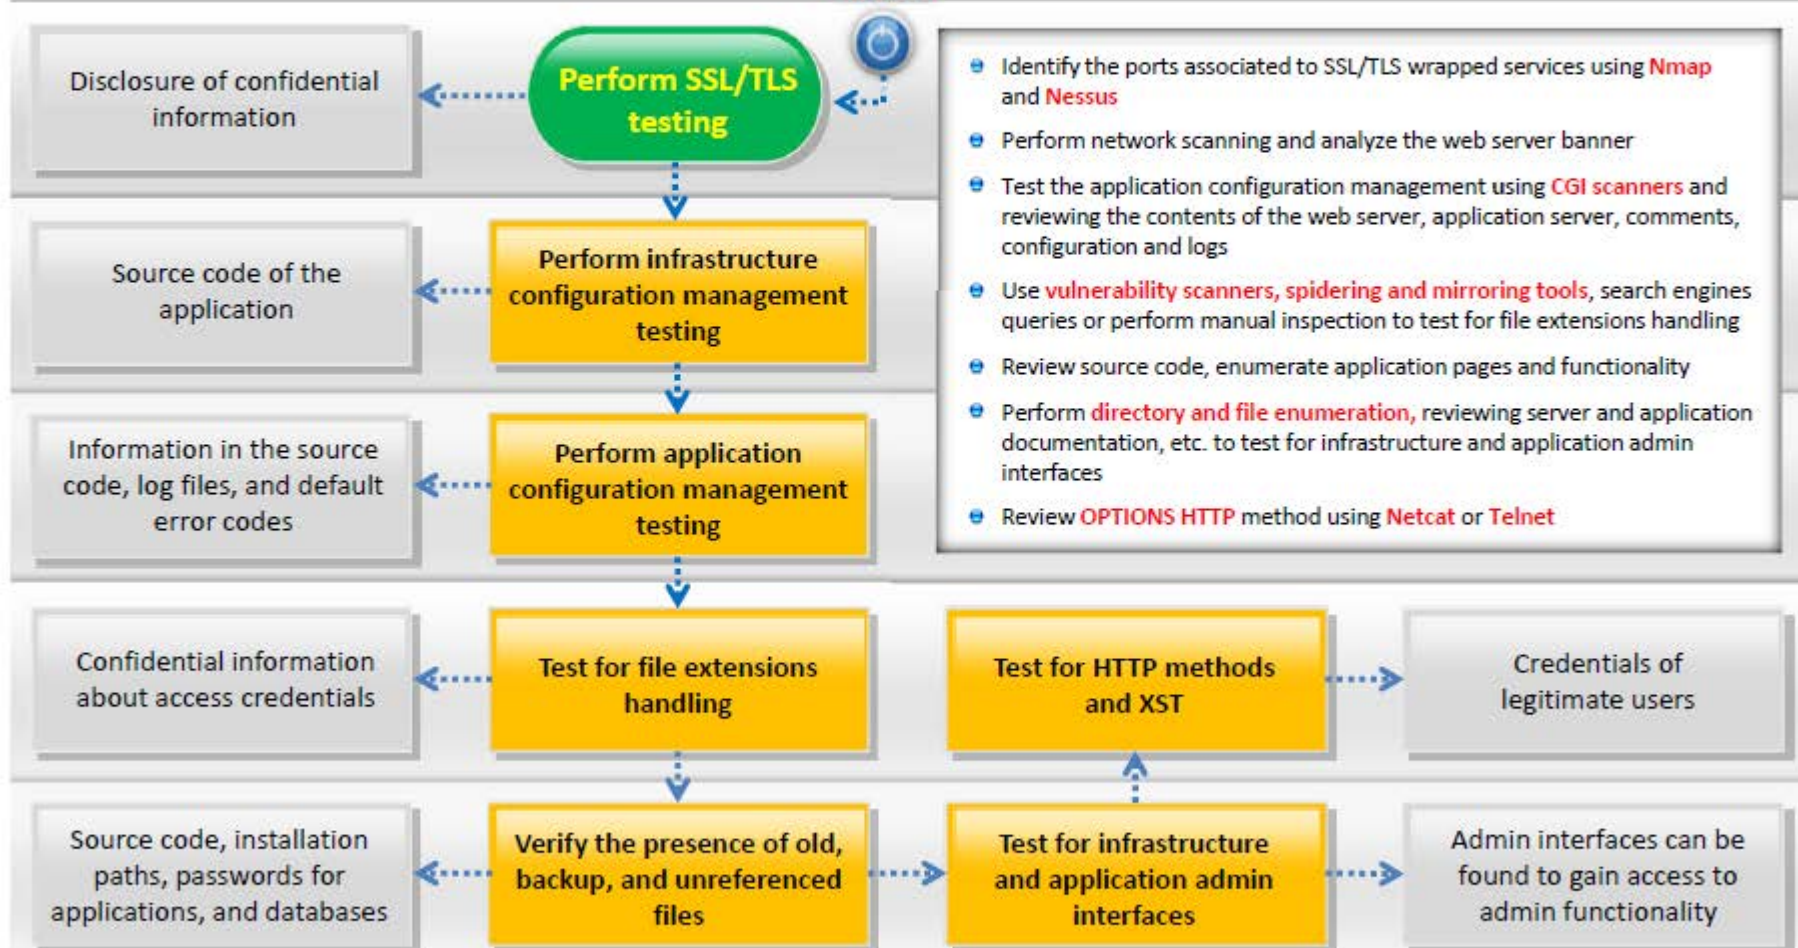 Disclosure of confidential
information
Perform SSL/TLS
testing
Identify the ports associated to SSL/TLS wrapped services using Nmap
and Nessus
Perform network scanning and analyze the web server banner
Test the application configuration management using CGI scanners and
reviewing the contents of the web server, application server, comments,
configuration and logs
Use vulnerability scanners, spidering and mirroring tools, search engines
queries or perform manual inspection to test for file extensions handling
Review source code, enumerate application pages and functionality
Perform directory and file enumeration, reviewing server and application
documentation, etc. to test for infrastructure and application admin
interfaces
Review OPTIONS HTTP method using Netcat or Telnet
Source code of the
application
Perform infrastructure
configuration management
testing
Information in the source
code, log files, and default
error codes
Perform application
configuration management
testing
Confidential information
about access credentials
Test for file extensions
handling
Test for HTTP methods
and XST
Credentials of
legitimate users
Source code, installation
paths, passwords for
applications, and databases
Verify the presence of old,
backup, and unreferenced
files
Test for infrastructure
and application admin
interfaces
Admin interfaces can be
found to gain access to
admin functionality